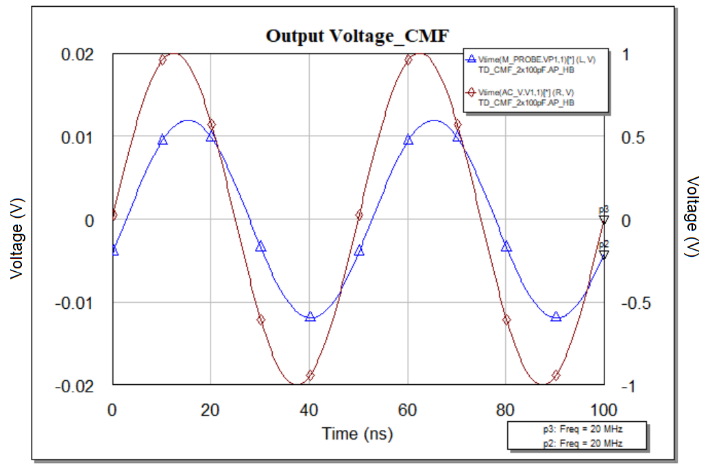 Output Voltage_CMF
Vtime(M_PROBE.VP1,1)[*] (L, V)
TD_CMF_2x100pF.AP_HB
Vtime(AC_V.V1,1)[*] (R, V)
TD_CMF_2x100pF.AP_HB
0.02
0.01
0
-0.01
-0.02
Voltage (V)
1
0.5
0
-0.5
-1
Voltage (V)
p3
p2
0
20
40
60
80
100
Time (ns)
p3: Freq = 20 MHz
p2: Freq = 20 MHz